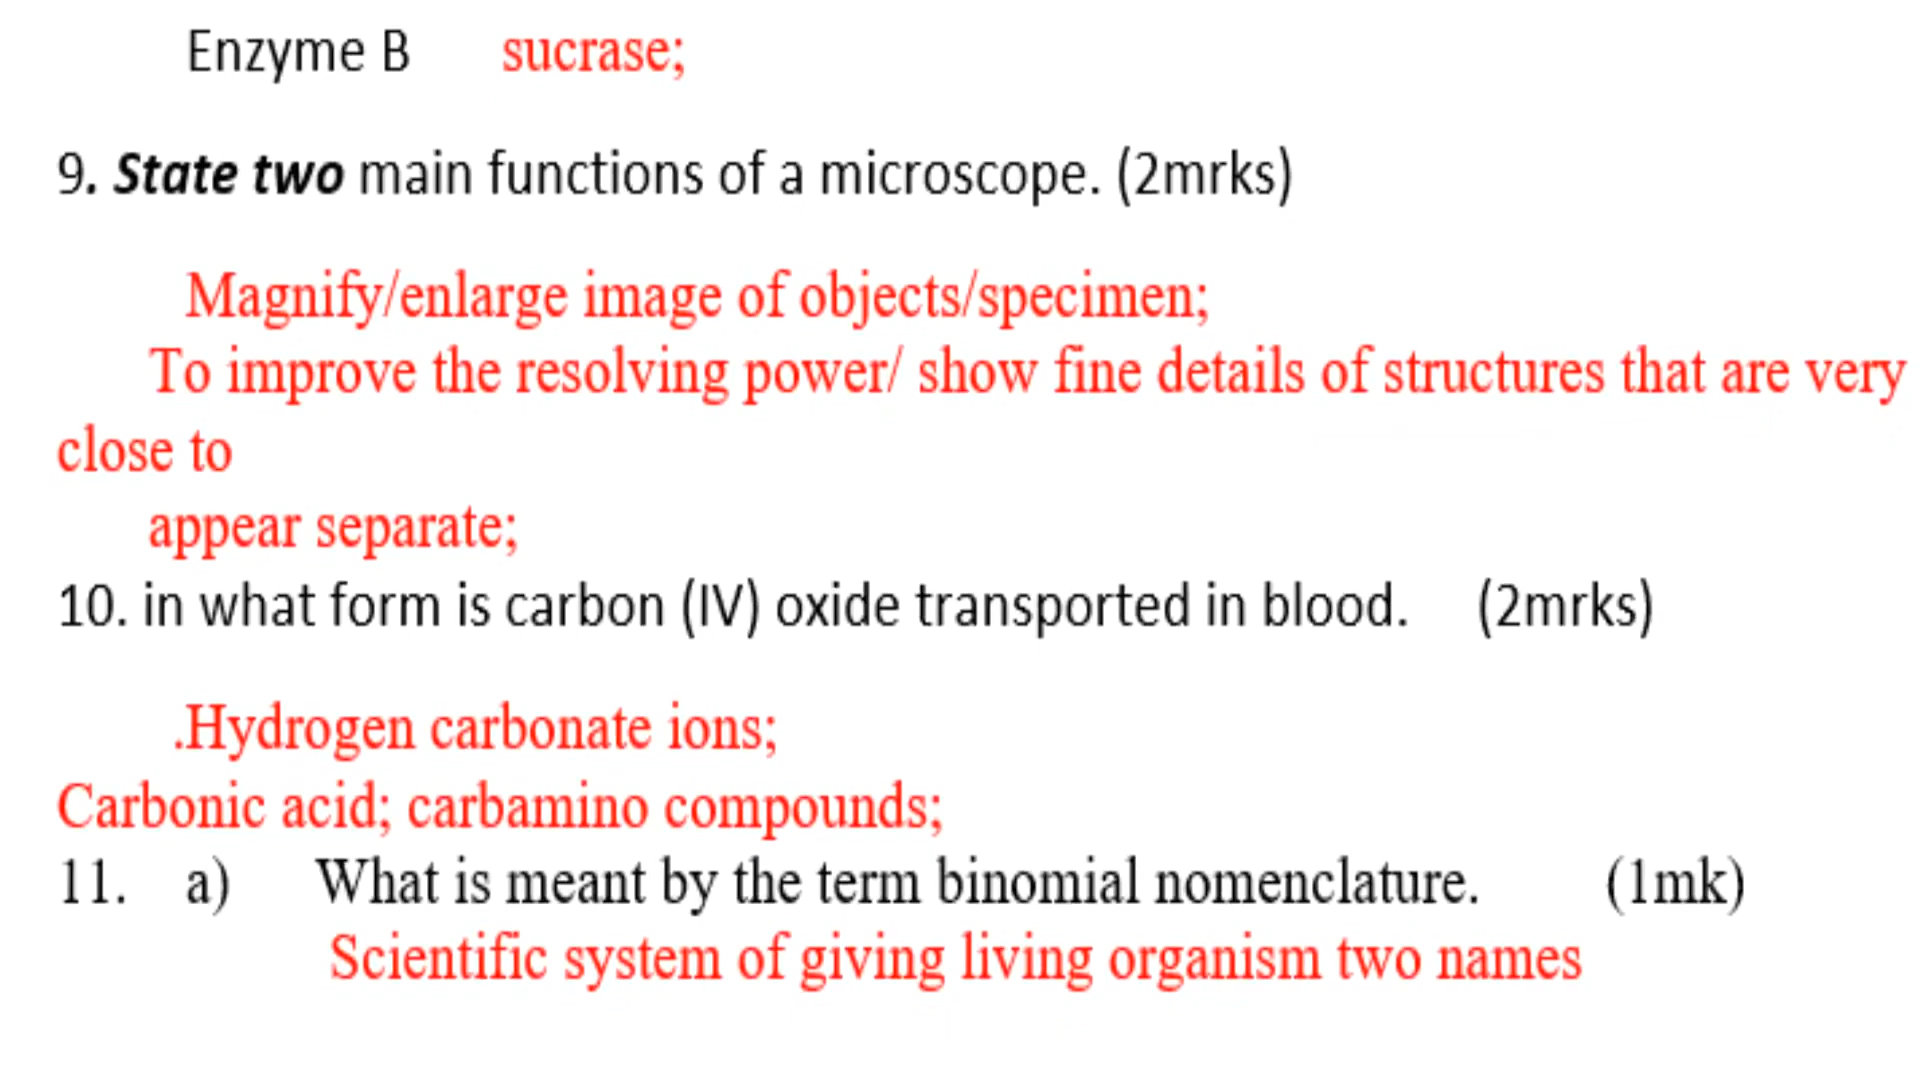 Enzyme B sucrase;
9. State two main functions of a microscope. (2mrks)
Magnify/enlarge image of objects/specimen;
To improve the resolving power/ show fine details of structures that are very
close to
appear separate;
10. in what form is carbon (IV) oxide transported in blood. (2mrks)
.Hydrogen carbonate ions;
Carbonic acid; carbamino compounds;
11. a) What is meant by the term binomial nomenclature. (1mk)
Scientific system of giving living organism two names